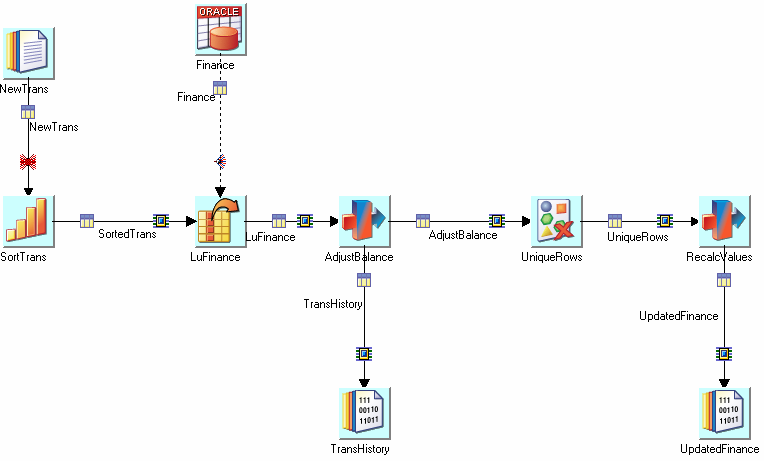 ORACLE
Finance
NewTrans
Finance
NewTrans
SortTrans
SortedTrans
LuFinance
LuFinance
AdjustBalance
AdjustBalance
UniqueRows
UniqueRows
RecalcValues
TransHistory
UpdatedFinance
111
00110
11011
TransHistory
111
00110
11011
UpdatedFinance